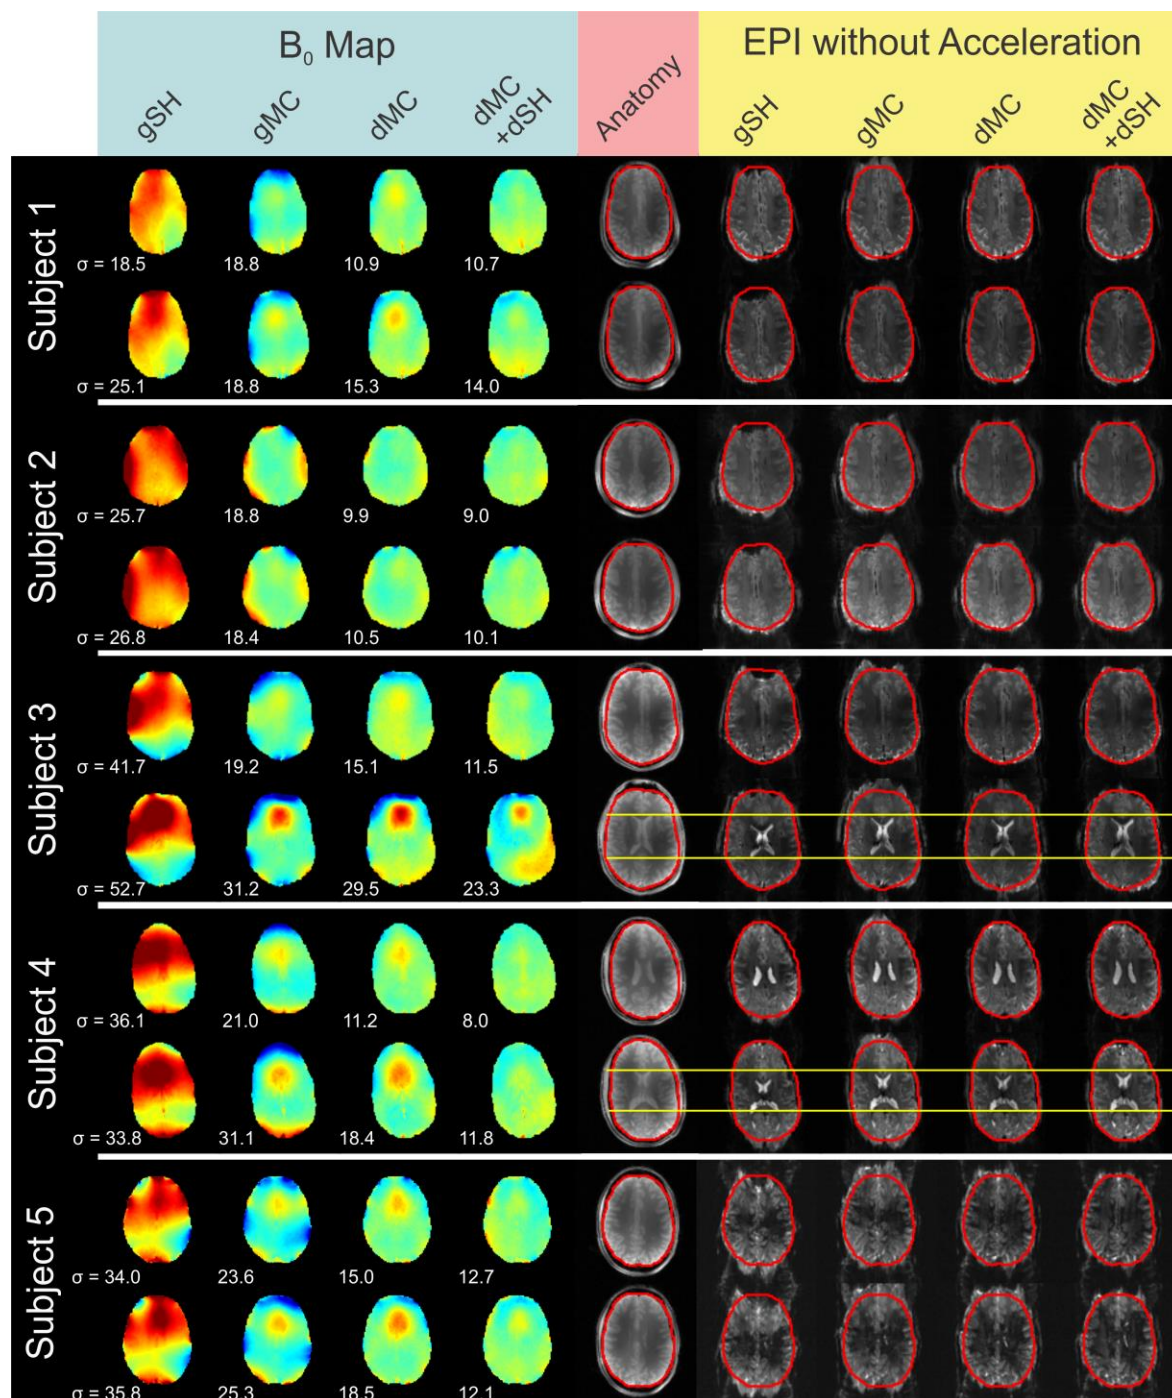 B₀ Map
EPI without Acceleration
gSH
gMC
dMC
dMC
+dSH
Anatomy
gSH
gMC
dMC
dMC
+dSH
Subject 1
σ = 18.5 18.8 10.9 10.7
σ = 25.1 18.8 15.3 14.0
Subject 2
σ = 25.7 18.8 9.9 9.0
σ = 26.8 18.4 10.5 10.1
Subject 3
σ = 41.7 19.2 15.1 11.5
σ = 52.7 31.2 29.5 23.3
Subject 4
σ = 36.1 21.0 11.2 8.0
σ = 33.8 31.1 18.4 11.8
Subject 5
σ = 34.0 23.6 15.0 12.7
σ = 35.8 25.3 18.5 12.1